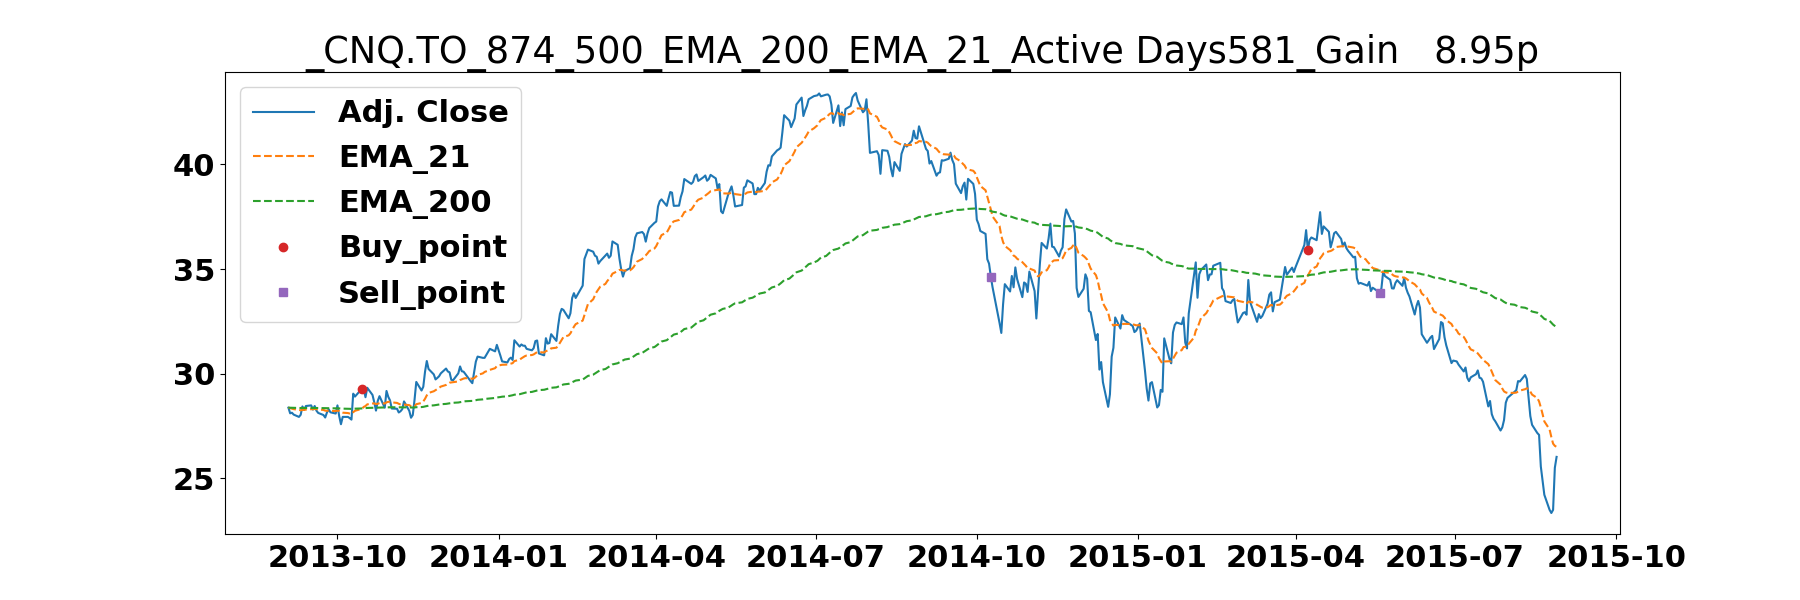 _CNQ.TO_874_500_EMA_200_EMA_21_Active Days581_Gain   8.95p
Adj. Close
EMA_21
EMA_200
Buy_point
Sell_point
40
35
30
25
2013-10 2014-01 2014-04 2014-07 2014-10 2015-01 2015-04 2015-07 2015-10